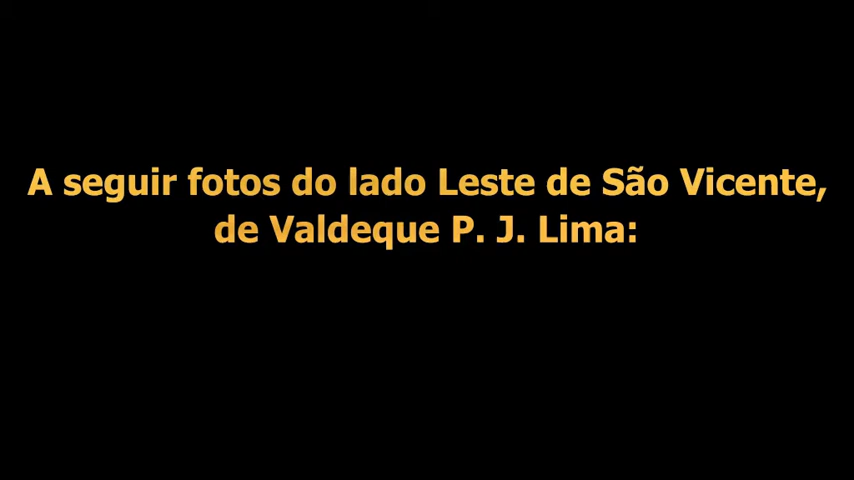 A seguir fotos do lado Leste de São Vicente,
de Valdeque P. J. Lima: